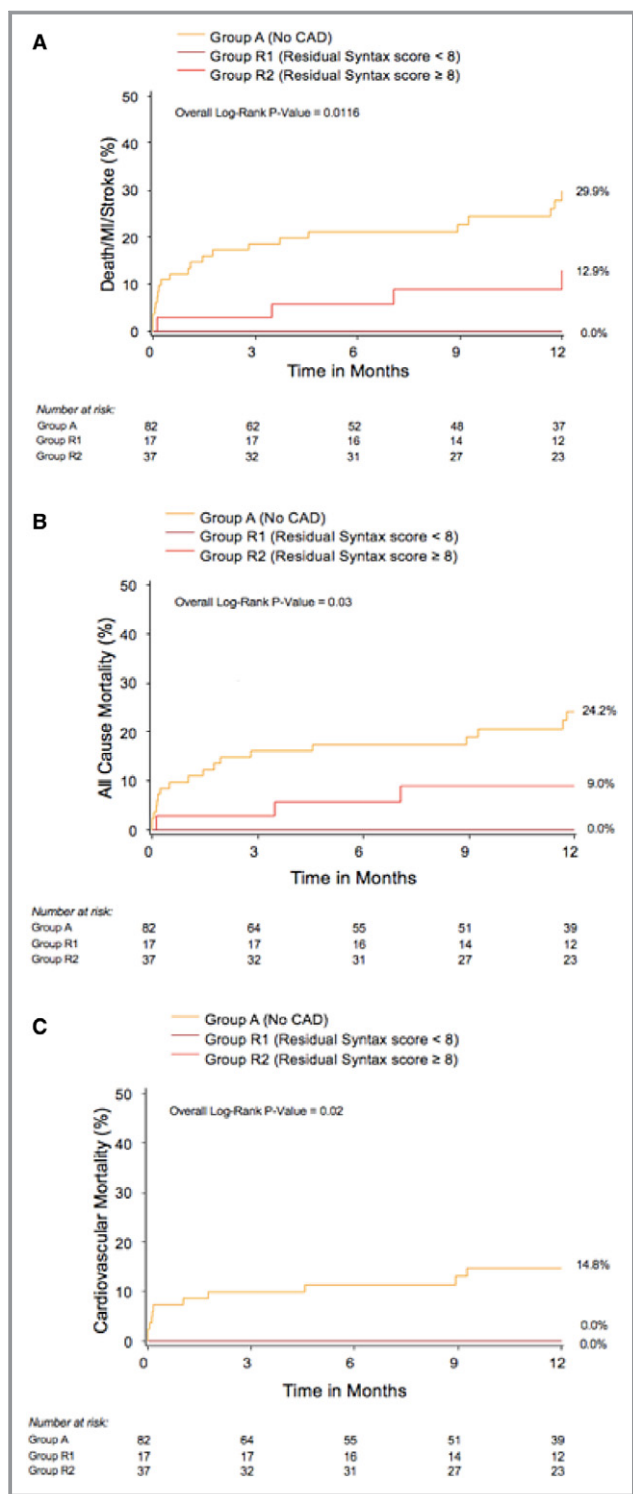 A
Group A (No CAD)
Group R1 (Residual Syntax score < 8)
Group R2 (Residual Syntax score ≥ 8)
Overall Log-Rank P-Value = 0.0116
Death/MI/Stroke (%)
50
40
30
20
10
0
29.9%
12.9%
0.0%
0 3 6 9 12
Time in Months
Number at risk:
Group A 82 62 52 48 37
Group R1 17 17 16 14 12
Group R2 37 32 31 27 23
B
Group A (No CAD)
Group R1 (Residual Syntax score < 8)
Group R2 (Residual Syntax score ≥ 8)
Overall Log-Rank P-Value = 0.03
All Cause Mortality (%)
50
40
30
20
10
0
24.2%
9.0%
0.0%
0 3 6 9 12
Time in Months
Number at risk:
Group A 82 64 55 51 39
Group R1 17 17 16 14 12
Group R2 37 32 31 27 23
C
Group A (No CAD)
Group R1 (Residual Syntax score < 8)
Group R2 (Residual Syntax score ≥ 8)
Overall Log-Rank P-Value = 0.02
Cardiovascular Mortality (%)
50
40
30
20
10
0
14.8%
0.0%
0.0%
0 3 6 9 12
Time in Months
Number at risk:
Group A 82 64 55 51 39
Group R1 17 17 16 14 12
Group R2 37 32 31 27 23